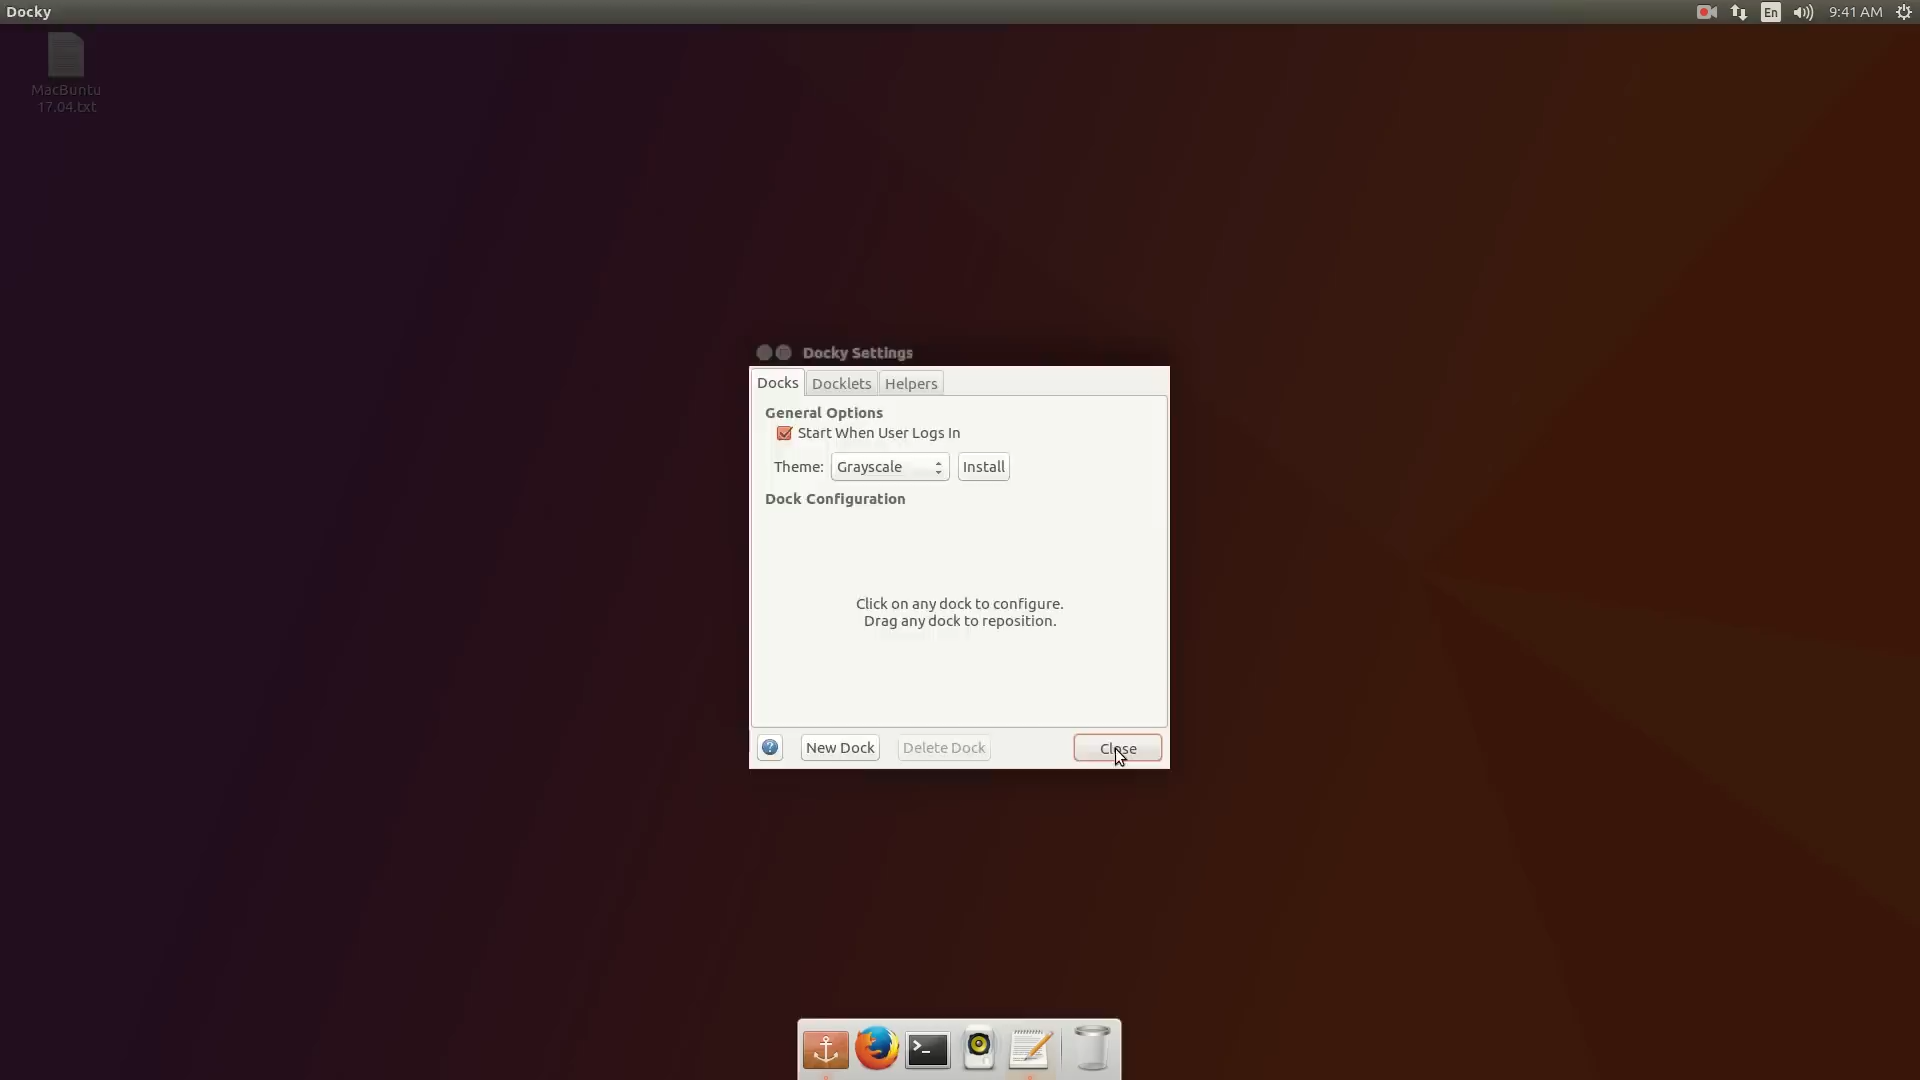 Docky
En
9:41 AM
MacBuntu
17.04.txt
Docky Settings
Docks
Docklets
Helpers
General Options
Start When User Logs In
Theme:
Grayscale
Install
Dock Configuration
Click on any dock to configure.
Drag any dock to reposition.
?
New Dock
Delete Dock
Close
>_